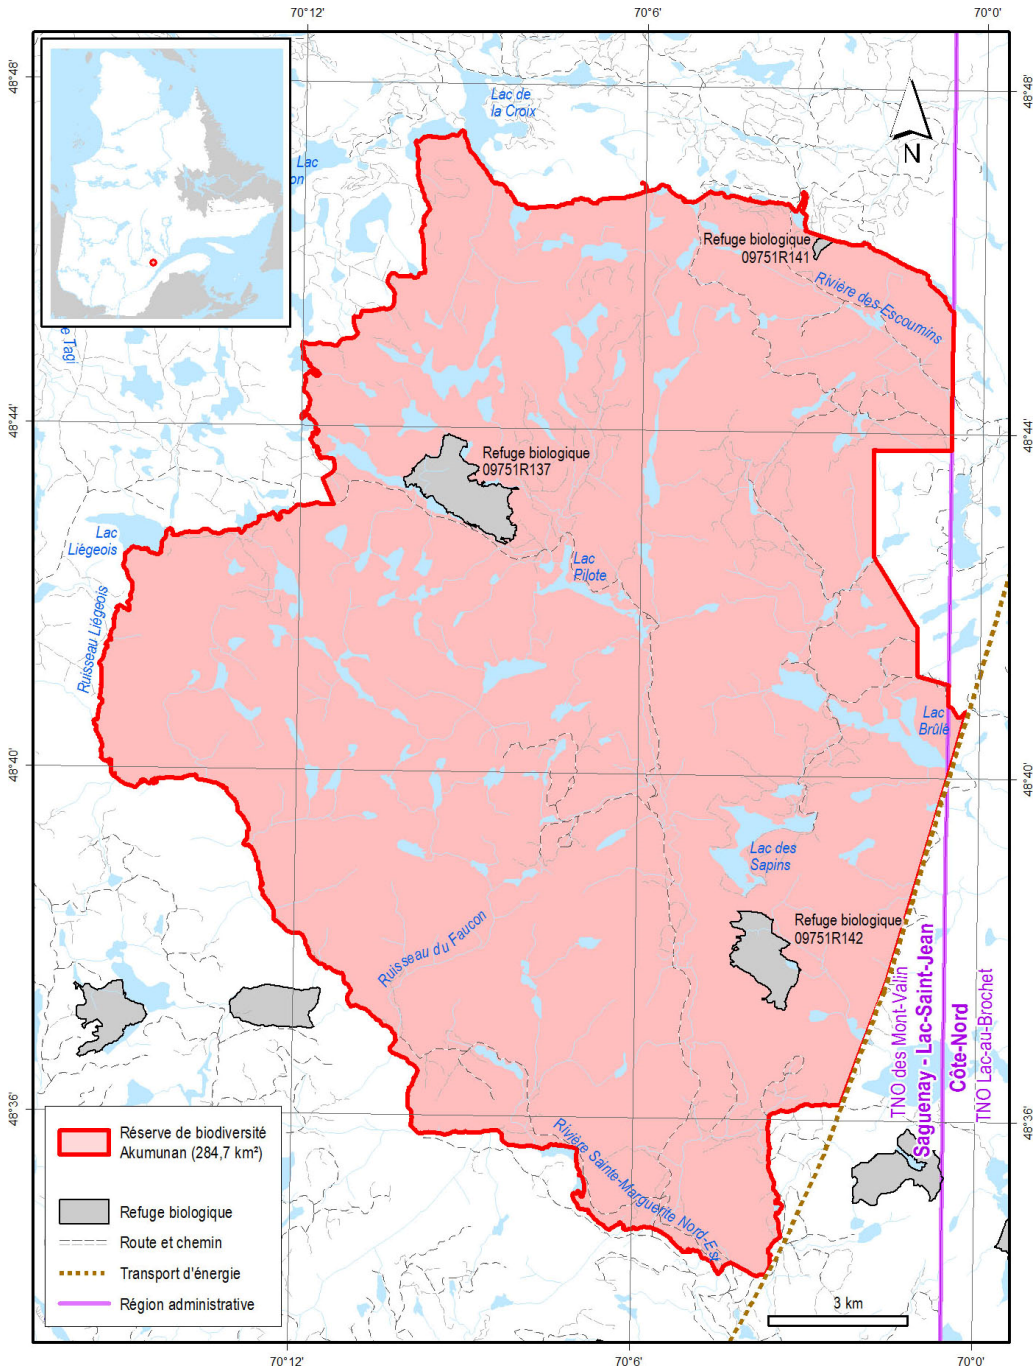 70°12'
70°6'
70°0'
48°48'
48°48'
Lac de
la Croix
Lac
on
N
Refuge biologique
09751R141
Rivière des Escoumins
e Tagi
48°44'
48°44'
Refuge biologique
09751R137
Lac
Liégeois
Lac
Pilote
Ruisseau Liégeois
Lac
Brûlé
48°40'
48°40'
Lac des
Sapins
Ruisseau du Faucon
Refuge biologique
09751R142
TNO des Mont-Valin
Saguenay - Lac-Saint-Jean
Côte-Nord
TNO Lac-au-Brochet
48°36'
48°36'
Rivière Sainte-Marguerite Nord-Est
Réserve de biodiversité
Akumunan (284,7 km²)
Refuge biologique
Route et chemin
Transport d'énergie
Région administrative
3 km
70°12'
70°6'
70°0'